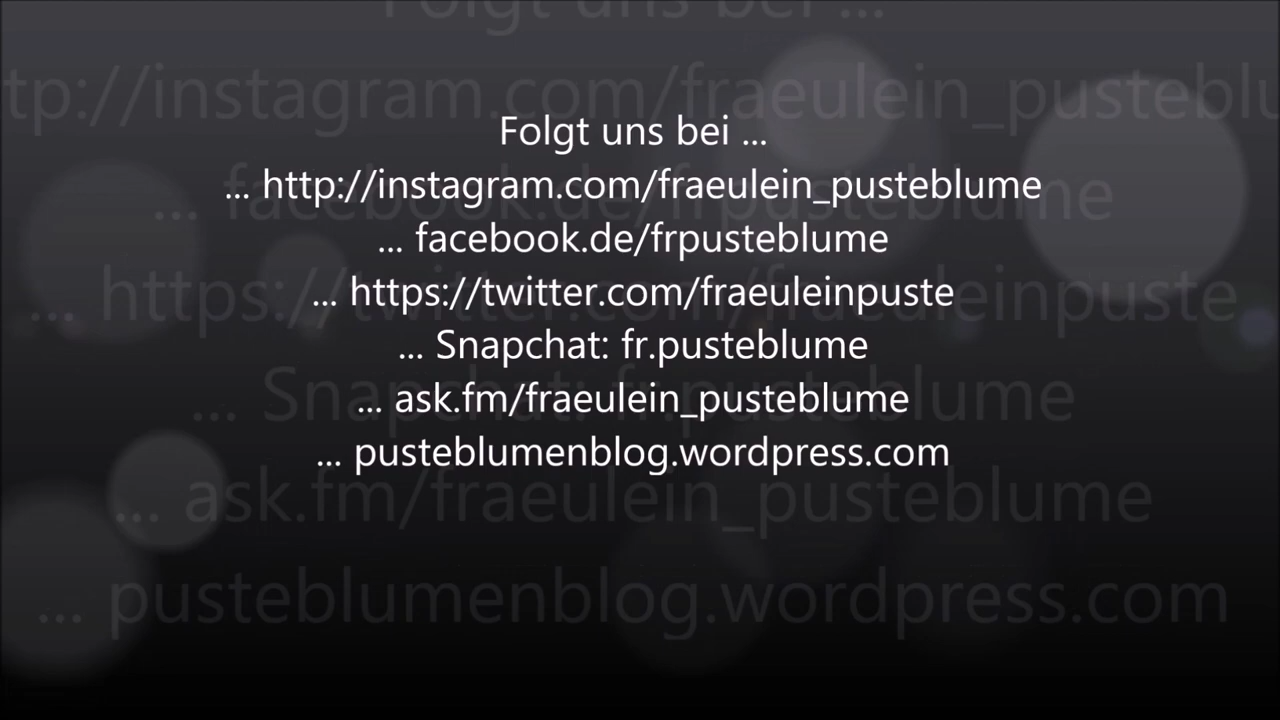 Folgt uns bei ...
... http://instagram.com/fraeulein_pusteblume
... facebook.de/frpusteblume
... https://twitter.com/fraeuleinpuste
... Snapchat: fr.pusteblume
... ask.fm/fraeulein_pusteblume
... pusteblumenblog.wordpress.com